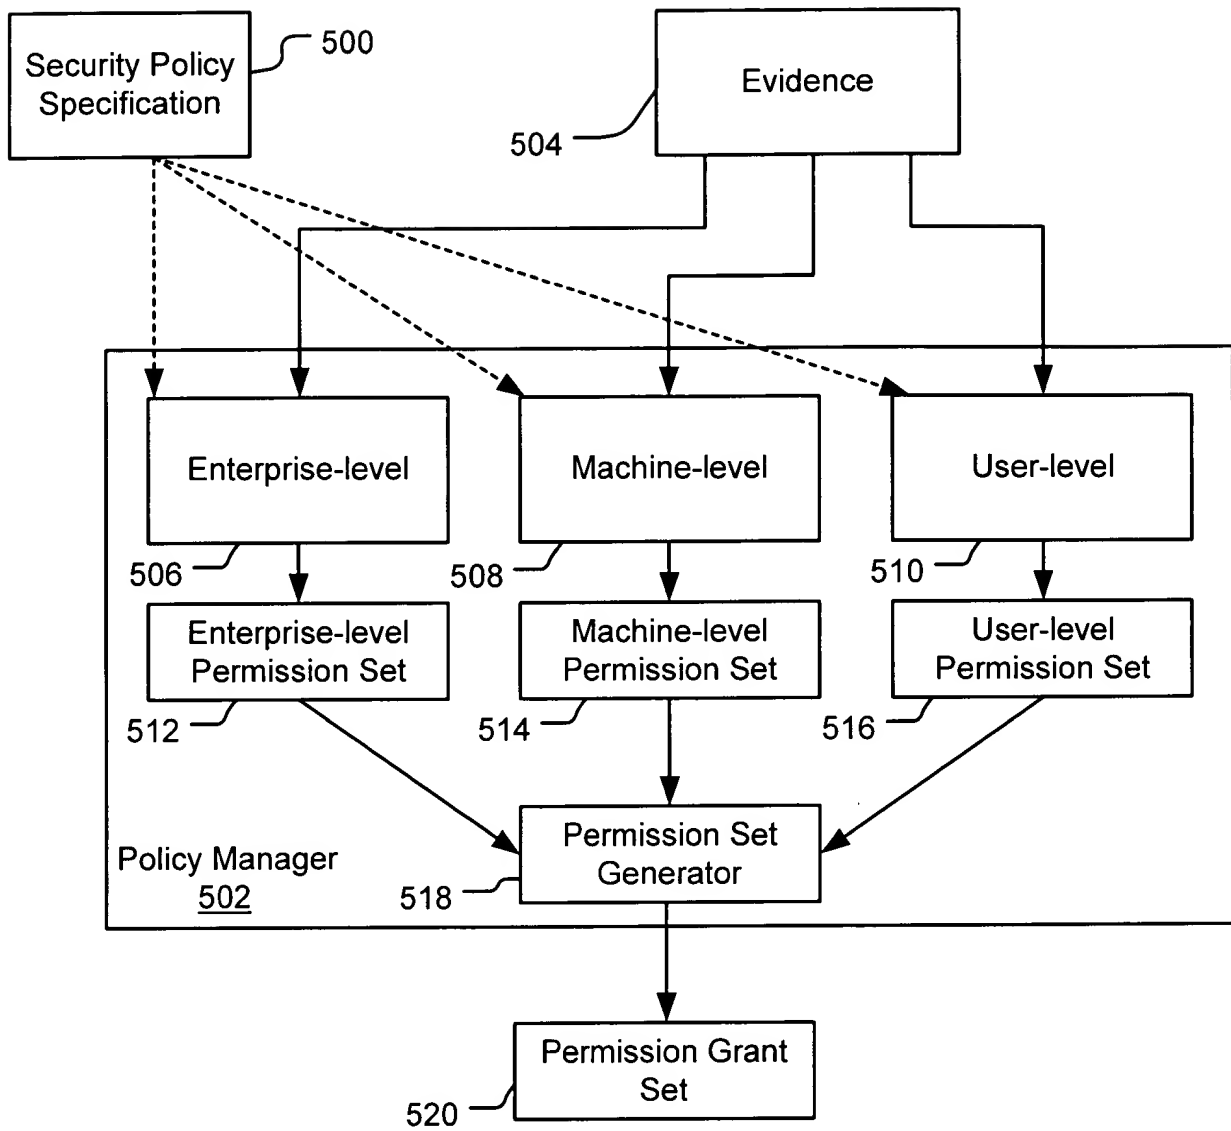 Security Policy
Specification
500
Evidence
504
Enterprise-level
506
Machine-level
508
User-level
510
Enterprise-level
Permission Set
512
Machine-level
Permission Set
514
User-level
Permission Set
516
Permission Set
Generator
518
Policy Manager
502
Permission Grant
Set
520